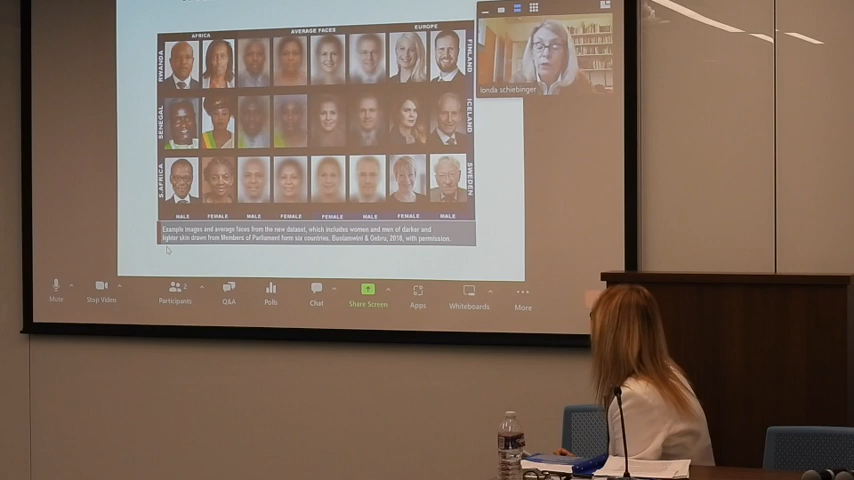 AFRICA AVERAGE FACES EUROPE
RWANDA
FINLAND
SENEGAL
ICELAND
S.AFRICA
SWEDEN
MALE FEMALE MALE FEMALE FEMALE MALE FEMALE MALE
Example images and average faces from the new dataset, which includes women and men of darker and
lighter skin drawn from Members of Parliament form six countries. Buolamwini & Gebru, 2018, with permission.
londa schiebinger
Mute Stop Video Participants 2 Q&A Polls Chat Share Screen Apps Whiteboards More